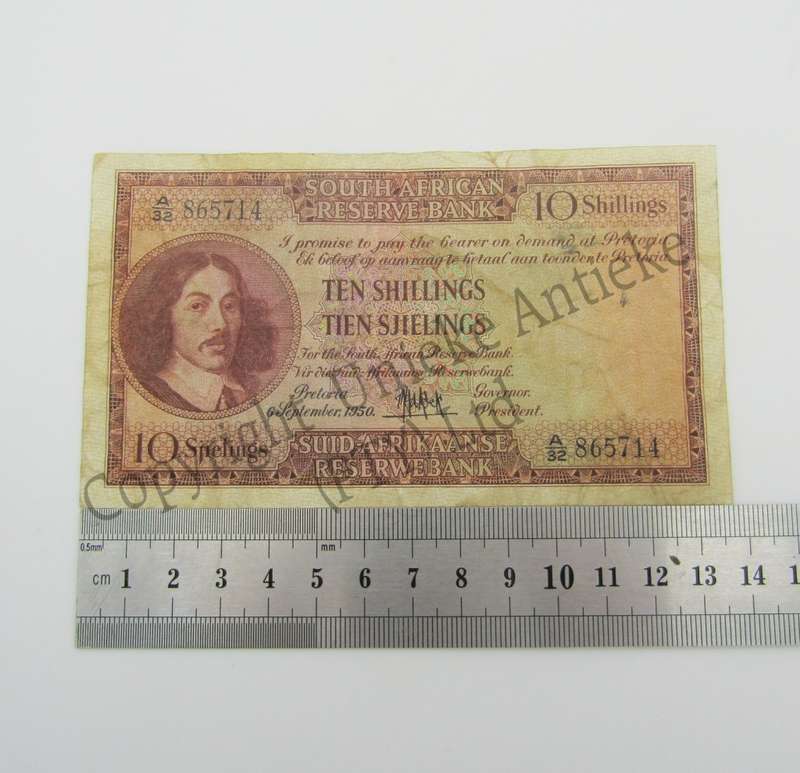 SOUTH AFRICAN
RESERVE BANK
A/32 865714
10 Shillings
I promise to pay the bearer on demand at Pretoria
Ek beloof op aanvraag te betaal aan toonder te Pretoria.
TEN SHILLINGS
TIEN SJIELINGS
For the South African Reserve Bank.
Vir die Suid-Afrikaanse Reserwebank.
Pretoria Governor.
6 September, 1950. President.
10 Sjielings
SUID-AFRIKAANSE
RESERWEBANK
A/32 865714
Copyright Unieke Antieke
(PTY) Ltd
0,5mm mm
cm 1 2 3 4 5 6 7 8 9 10 11 12 13 14 1